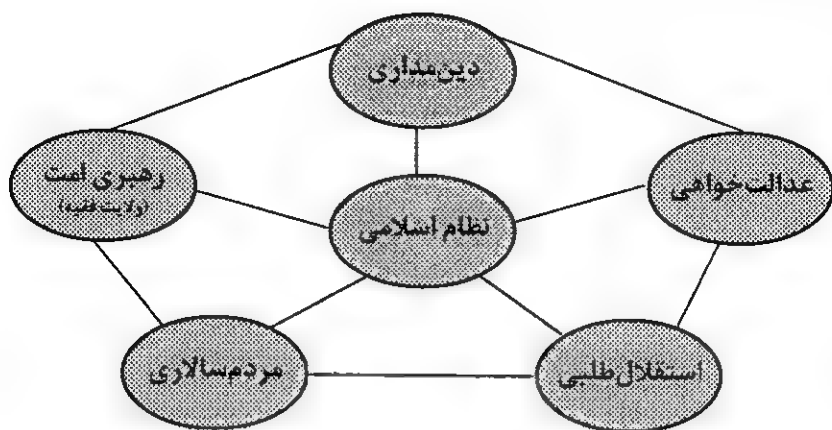 دین‌مداری
عدالت‌خواهی
رهبری امت
(ولایت فقیه)
نظام اسلامی
استقلال‌طلبی
مردم‌سالاری